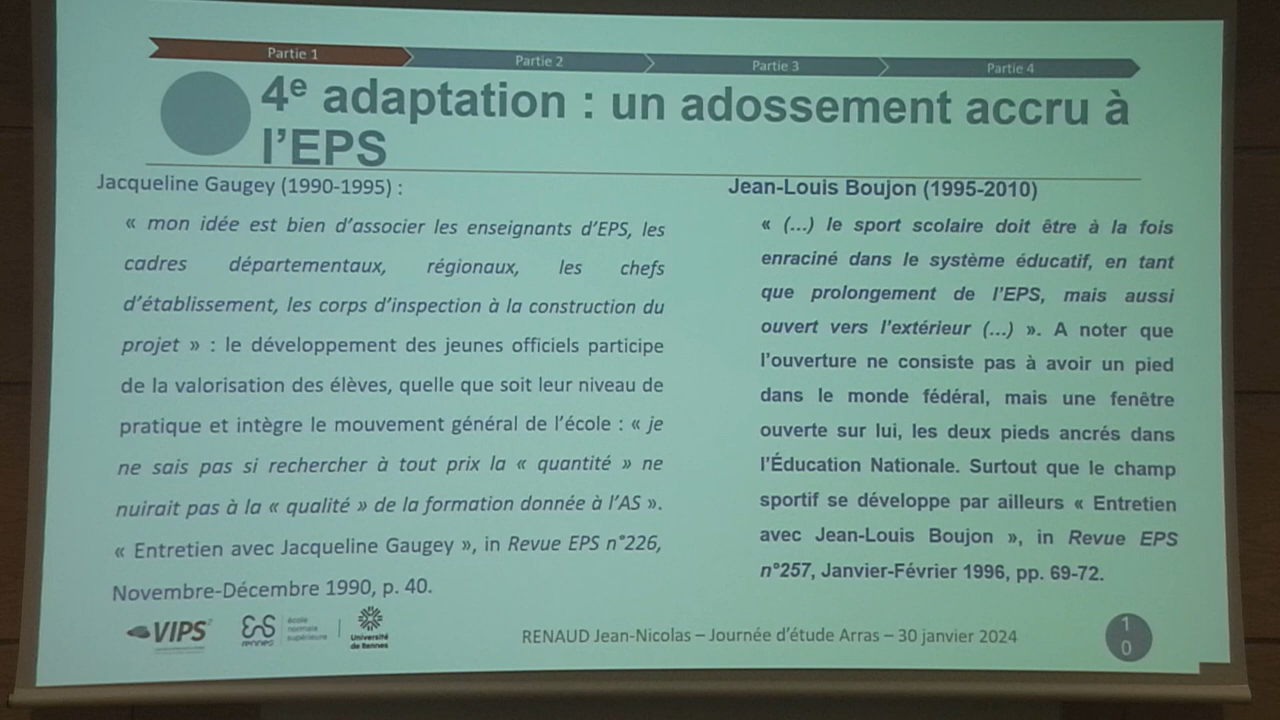 Partie 1
Partie 2
Partie 3
Partie 4
4e adaptation : un adossement accru à
l'EPS
Jacqueline Gaugey (1990-1995) :
« mon idée est bien d'associer les enseignants d'EPS, les
cadres départementaux, régionaux, les chefs
d'établissement, les corps d'inspection à la construction du
projet » : le développement des jeunes officiels participe
de la valorisation des élèves, quelle que soit leur niveau de
pratique et intègre le mouvement général de l'école : « je
ne sais pas si rechercher à tout prix la « quantité » ne
nuirait pas à la « qualité » de la formation donnée à l'AS ».
« Entretien avec Jacqueline Gaugey », in Revue EPS n°226,
Novembre-Décembre 1990, p. 40.
Jean-Louis Boujon (1995-2010)
« (...) le sport scolaire doit être à la fois
enraciné dans le système éducatif, en tant
que prolongement de l'EPS, mais aussi
ouvert vers l'extérieur (...) ». A noter que
l'ouverture ne consiste pas à avoir un pied
dans le monde fédéral, mais une fenêtre
ouverte sur lui, les deux pieds ancrés dans
l'Éducation Nationale. Surtout que le champ
sportif se développe par ailleurs « Entretien
avec Jean-Louis Boujon », in Revue EPS
n°257, Janvier-Février 1996, pp. 69-72.
VIPS²
ENS
RENNES
école
normale
supérieure
Université
de Rennes
RENAUD Jean-Nicolas – Journée d'étude Arras – 30 janvier 2024
1
0